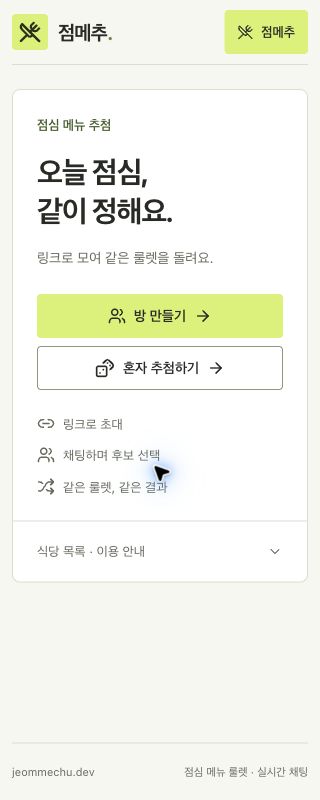 점메추.
점메추
점심 메뉴 추첨
오늘 점심,
같이 정해요.
링크로 모여 같은 룰렛을 돌려요.
방 만들기
혼자 추첨하기
링크로 초대
채팅하며 후보 선택
같은 룰렛, 같은 결과
식당 목록 · 이용 안내
jeommechu.dev
점심 메뉴 룰렛 · 실시간 채팅